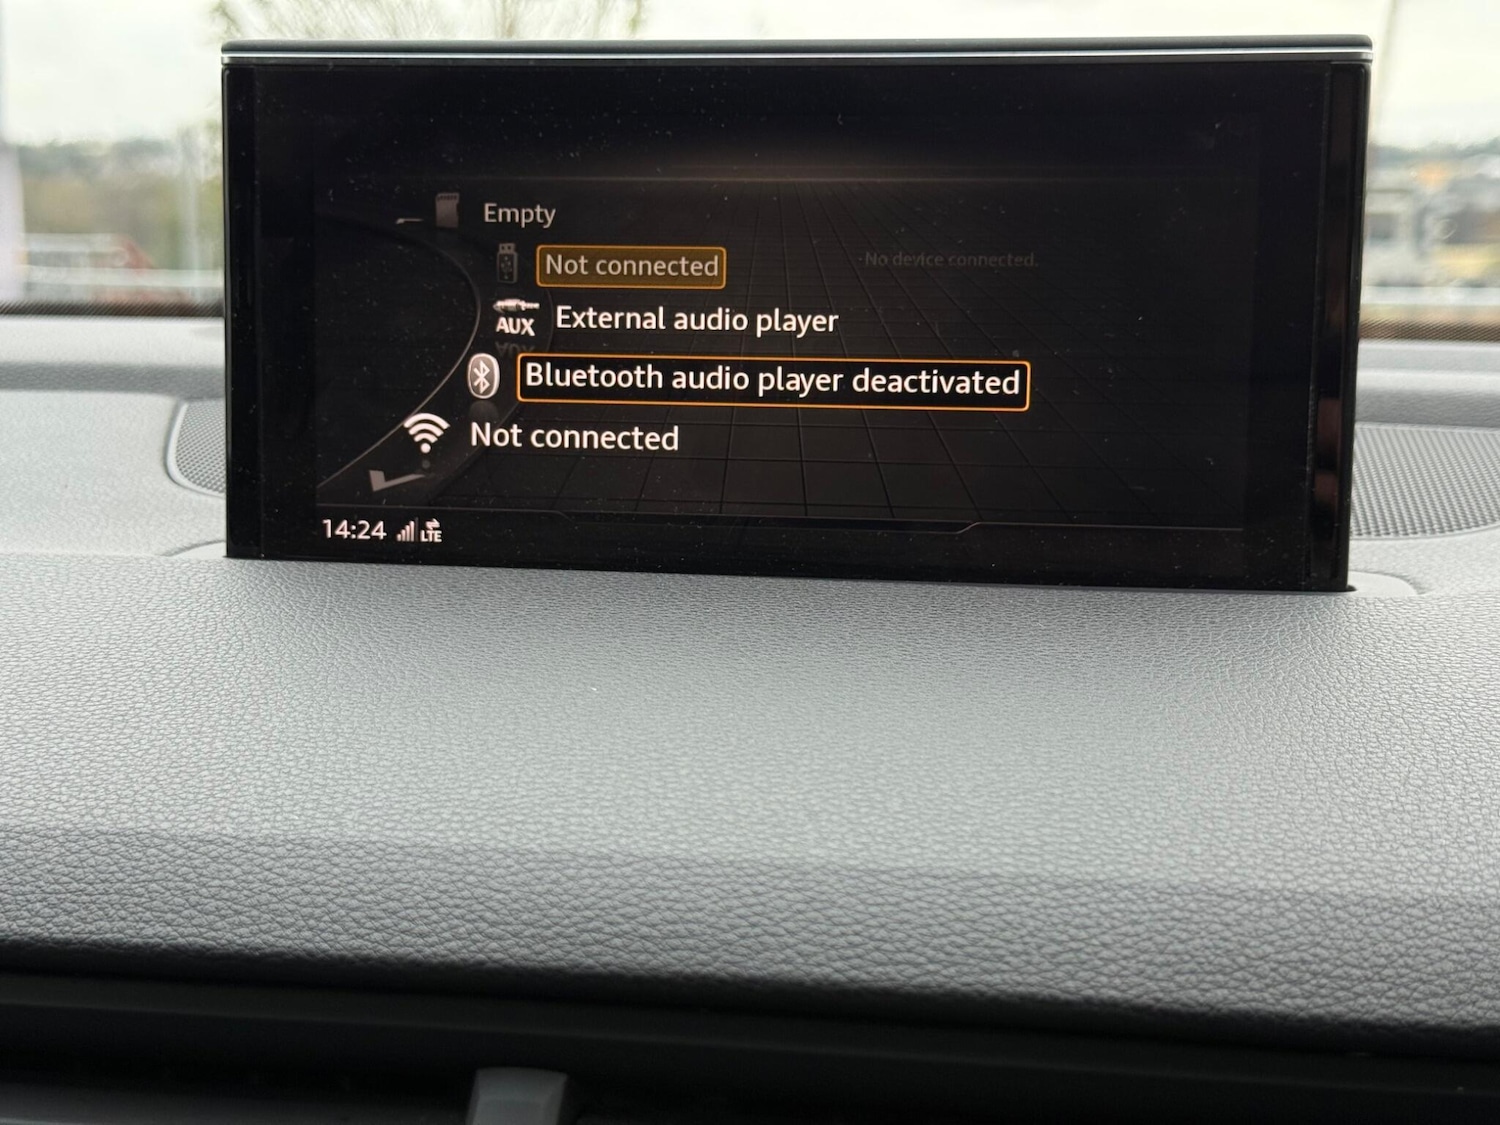 Empty
Not connected
No device connected.
AUX External audio player
Bluetooth audio player deactivated
Not connected
14:24 LTE